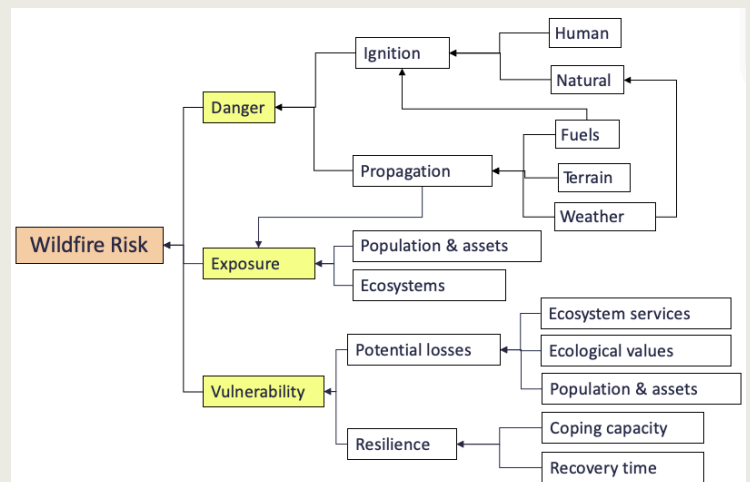 Human
Ignition
Natural
Danger
Fuels
Propagation
Terrain
Weather
Wildfire Risk
Population & assets
Exposure
Ecosystems
Ecosystem services
Potential losses
Ecological values
Vulnerability
Population & assets
Coping capacity
Resilience
Recovery time